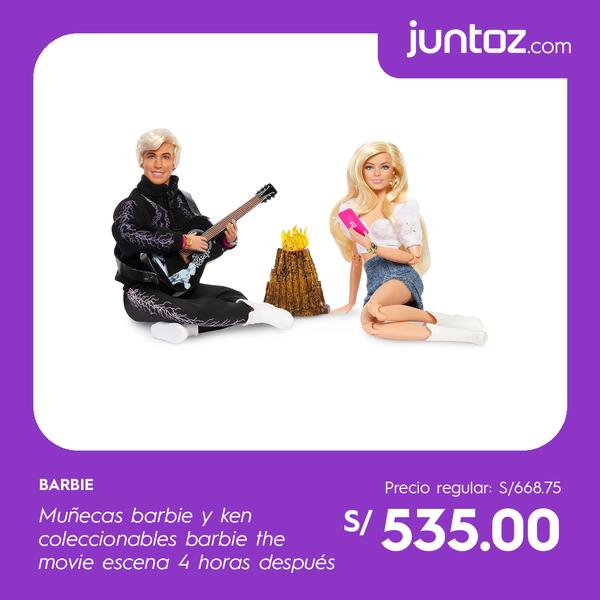 juntoz.com
BARBIE
Muñecas barbie y ken
coleccionables barbie the
movie escena 4 horas después
Precio regular: S/668.75
S/ 535.00